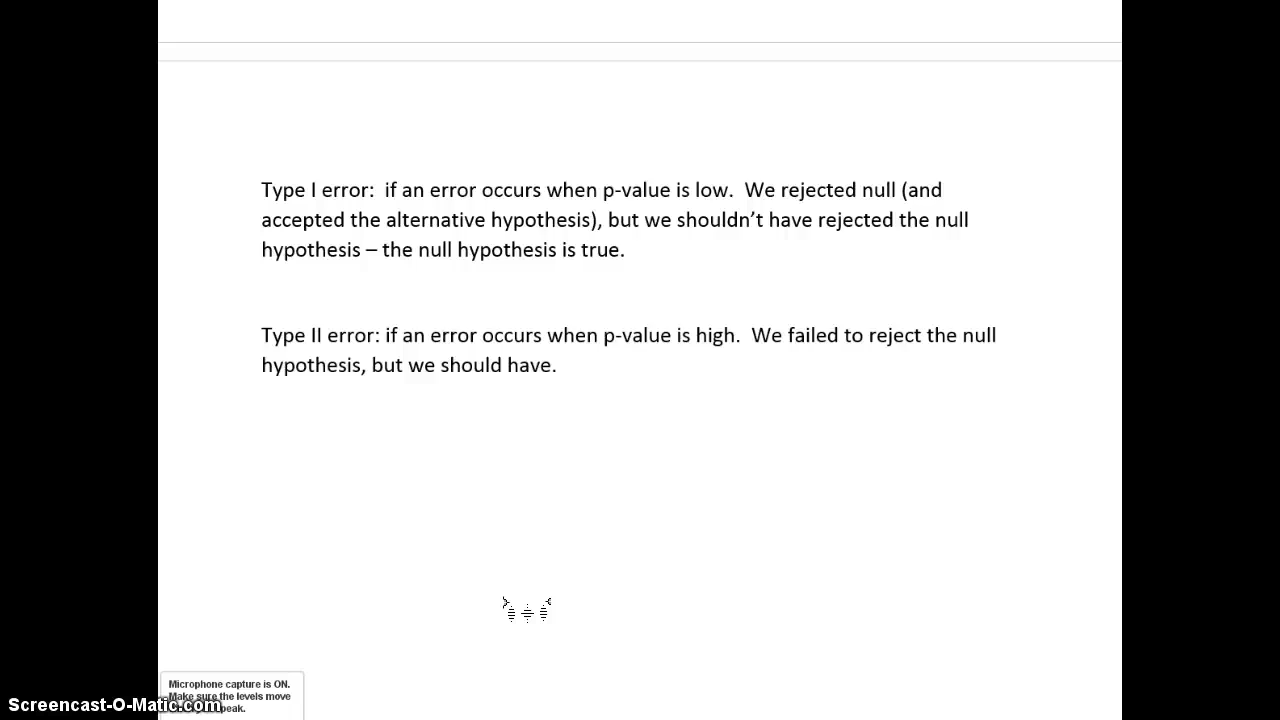 Type I error:  if an error occurs when p-value is low.  We rejected null (and
accepted the alternative hypothesis), but we shouldn’t have rejected the null
hypothesis – the null hypothesis is true.
Type II error: if an error occurs when p-value is high.  We failed to reject the null
hypothesis, but we should have.
Microphone capture is ON.
Make sure the levels move
peak.
Screencast-O-Matic.com